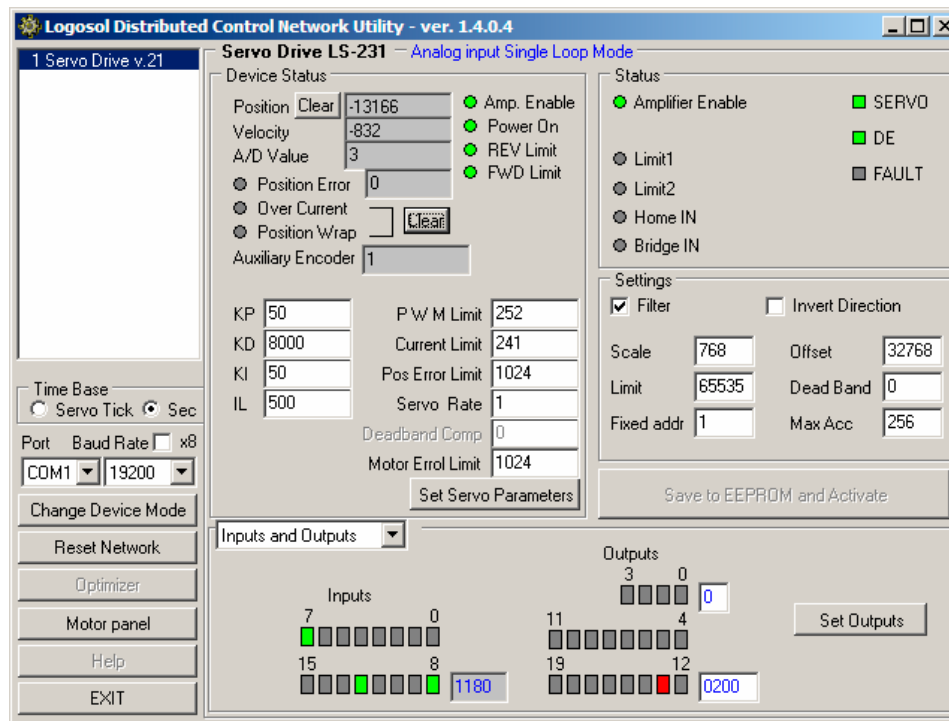 Logosol Distributed Control Network Utility - ver. 1.4.0.4
1 Servo Drive v.21
Servo Drive LS-231 — Analog input Single Loop Mode
Device Status
Position Clear -13166
Velocity -832
A/D Value 3
Position Error 0
Over Current
Position Wrap
Clear
Auxiliary Encoder 1
Amp. Enable
Power On
REV Limit
FWD Limit
KP 50
KD 8000
KI 50
IL 500
P W M Limit 252
Current Limit 241
Pos Error Limit 1024
Servo Rate 1
Deadband Comp 0
Motor Errol Limit 1024
Set Servo Parameters
Status
Amplifier Enable
Limit1
Limit2
Home IN
Bridge IN
SERVO
DE
FAULT
Settings
Filter Invert Direction
Scale 768 Offset 32768
Limit 65535 Dead Band 0
Fixed addr 1 Max Acc 256
Save to EEPROM and Activate
Time Base
Servo Tick Sec
Port Baud Rate x8
COM1 19200
Change Device Mode
Reset Network
Optimizer
Motor panel
Help
EXIT
Inputs and Outputs
Inputs
7 0
15 8
1180
Outputs
3 0
0
11 4
19 12
0200
Set Outputs